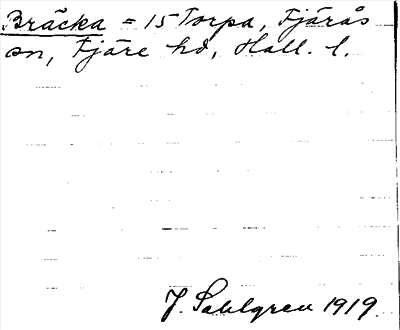 Bräcka = 15 Torpa, Fjärås
sn, Fjäre hd, Hall. l.
J. Sahlgren 1919.